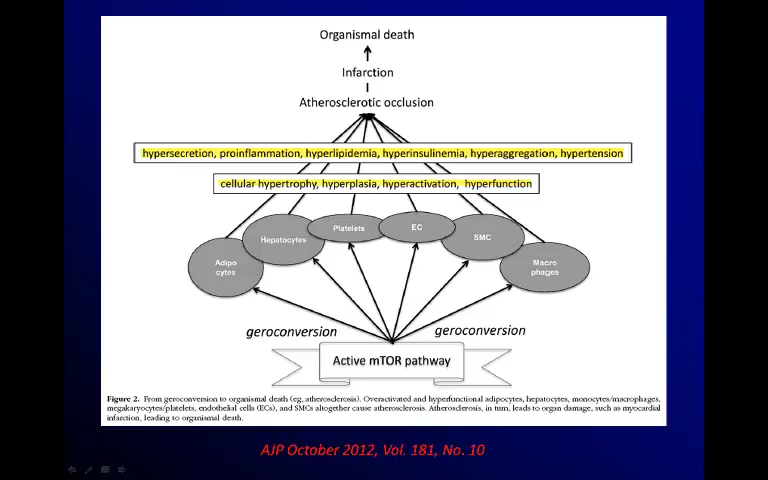 Organismal death
Infarction
Atherosclerotic occlusion
hypersecretion, proinflammation, hyperlipidemia, hyperinsulinemia, hyperaggregation, hypertension
cellular hypertrophy, hyperplasia, hyperactivation, hyperfunction
Adipo
cytes
Hepatocytes
Platelets
EC
SMC
Macro
phages
geroconversion
geroconversion
Active mTOR pathway
Figure 2. From geroconversion to organismal death (eg, atherosclerosis). Overactivated and hyperfunctional adipocytes, hepatocytes, monocytes/macrophages,
megakaryocytes/platelets, endothelial cells (ECs), and SMCs altogether cause atherosclerosis. Atherosclerosis, in turn, leads to organ damage, such as myocardial
infarction, leading to organismal death.
AJP October 2012, Vol. 181, No. 10